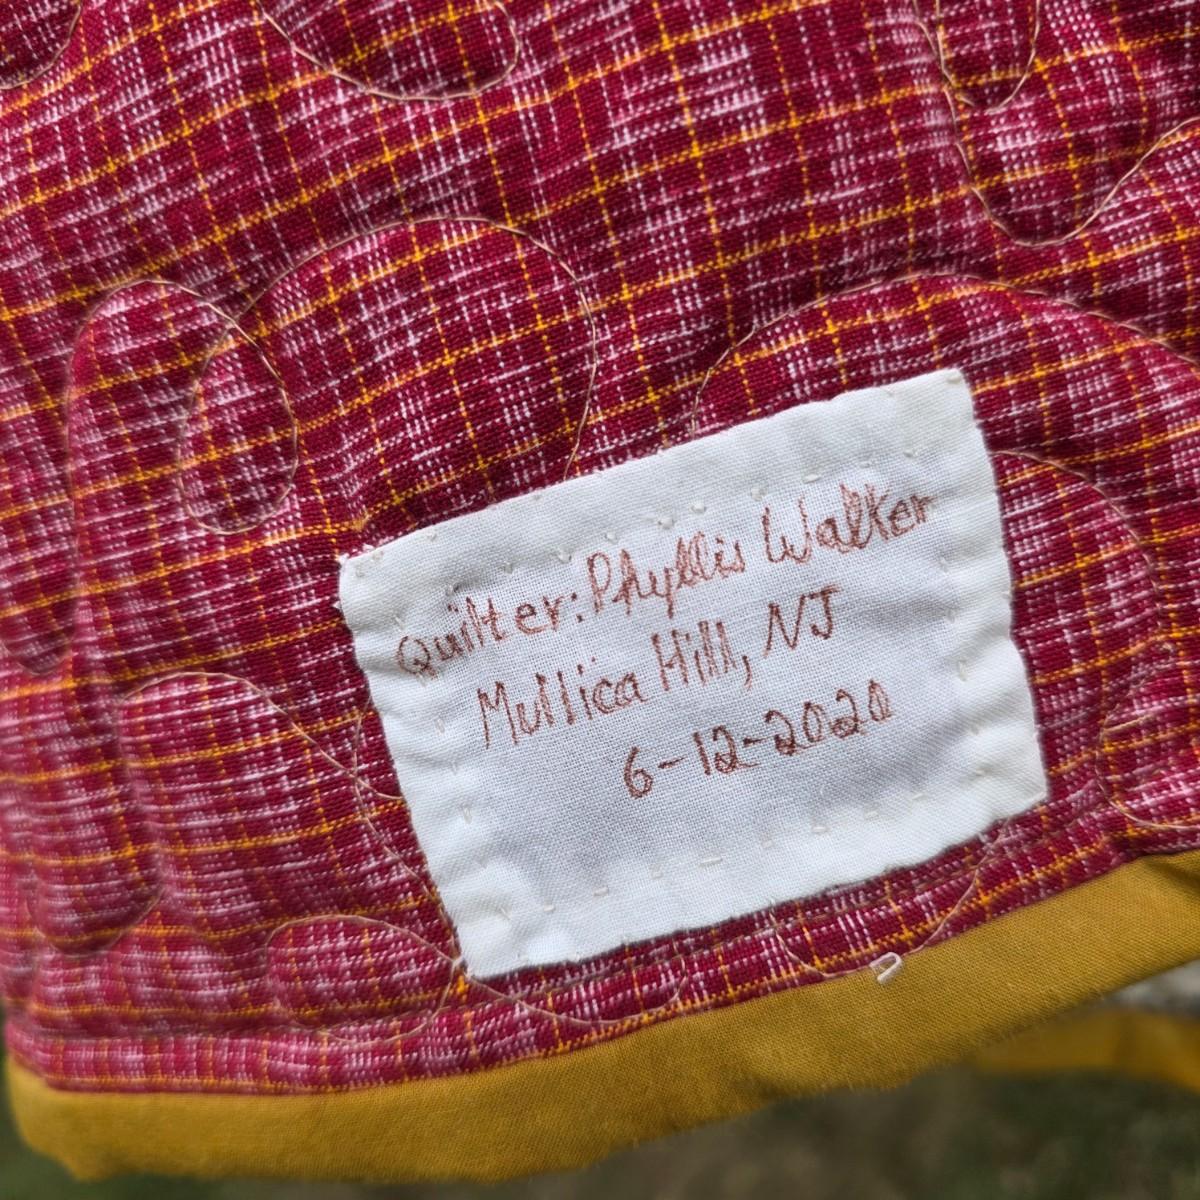 Quilter: Phyllis Walker
Mullica Hill, NJ
6-12-2020